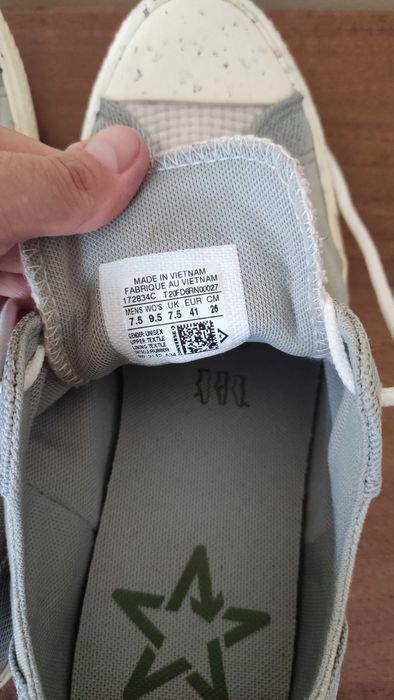 MADE IN VIETNAM
FABRIQUE AU VIETNAM
172834C T20FD6RN00027
MENS WO'S UK EUR CM
7.5 9.5 7.5 41 26
GENDER:UNISEX
UPPER:TEXTILE
LINING:TEXTILE
RUBBER